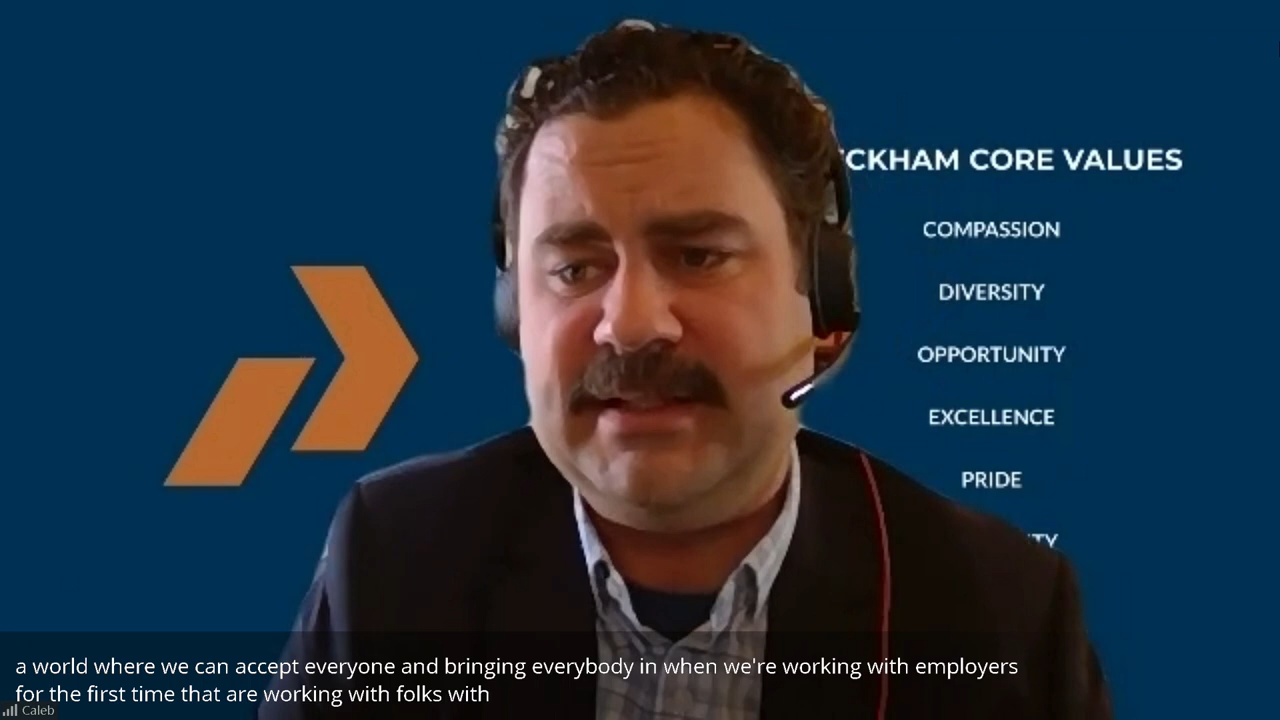 CKHAM CORE VALUES
COMPASSION
DIVERSITY
OPPORTUNITY
EXCELLENCE
PRIDE
TY
a world where we can accept everyone and bringing everybody in when we're working with employers
for the first time that are working with folks with
Caleb